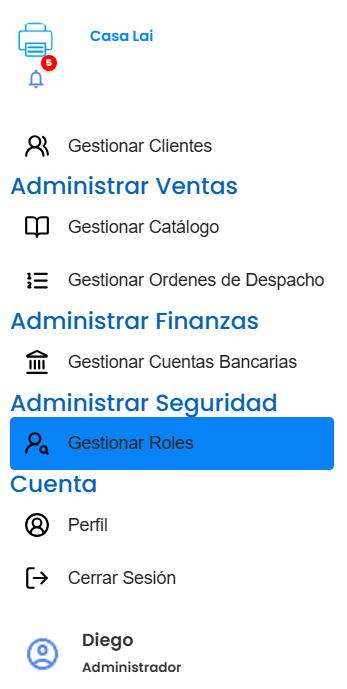 Casa Lai
5
Gestionar Clientes
Administrar Ventas
Gestionar Catálogo
Gestionar Ordenes de Despacho
Administrar Finanzas
Gestionar Cuentas Bancarias
Administrar Seguridad
Gestionar Roles
Cuenta
Perfil
Cerrar Sesión
Diego
Administrador